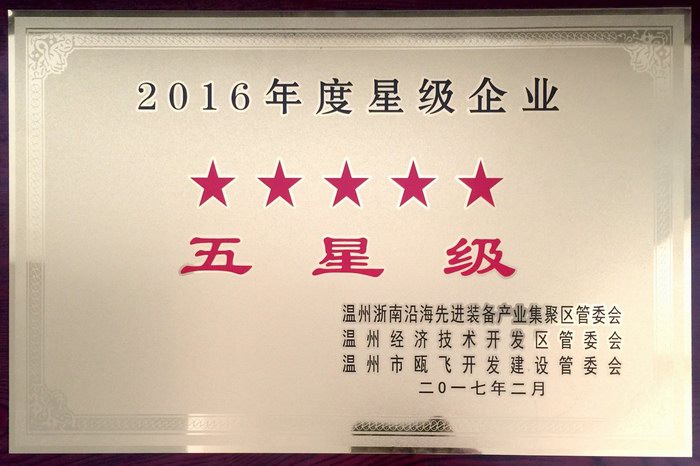 2016年度星级企业
五星级
温州浙南沿海先进装备产业集聚区管委会
温州经济技术开发区管委会
温州市瓯飞开发建设管委会
二0一七年二月